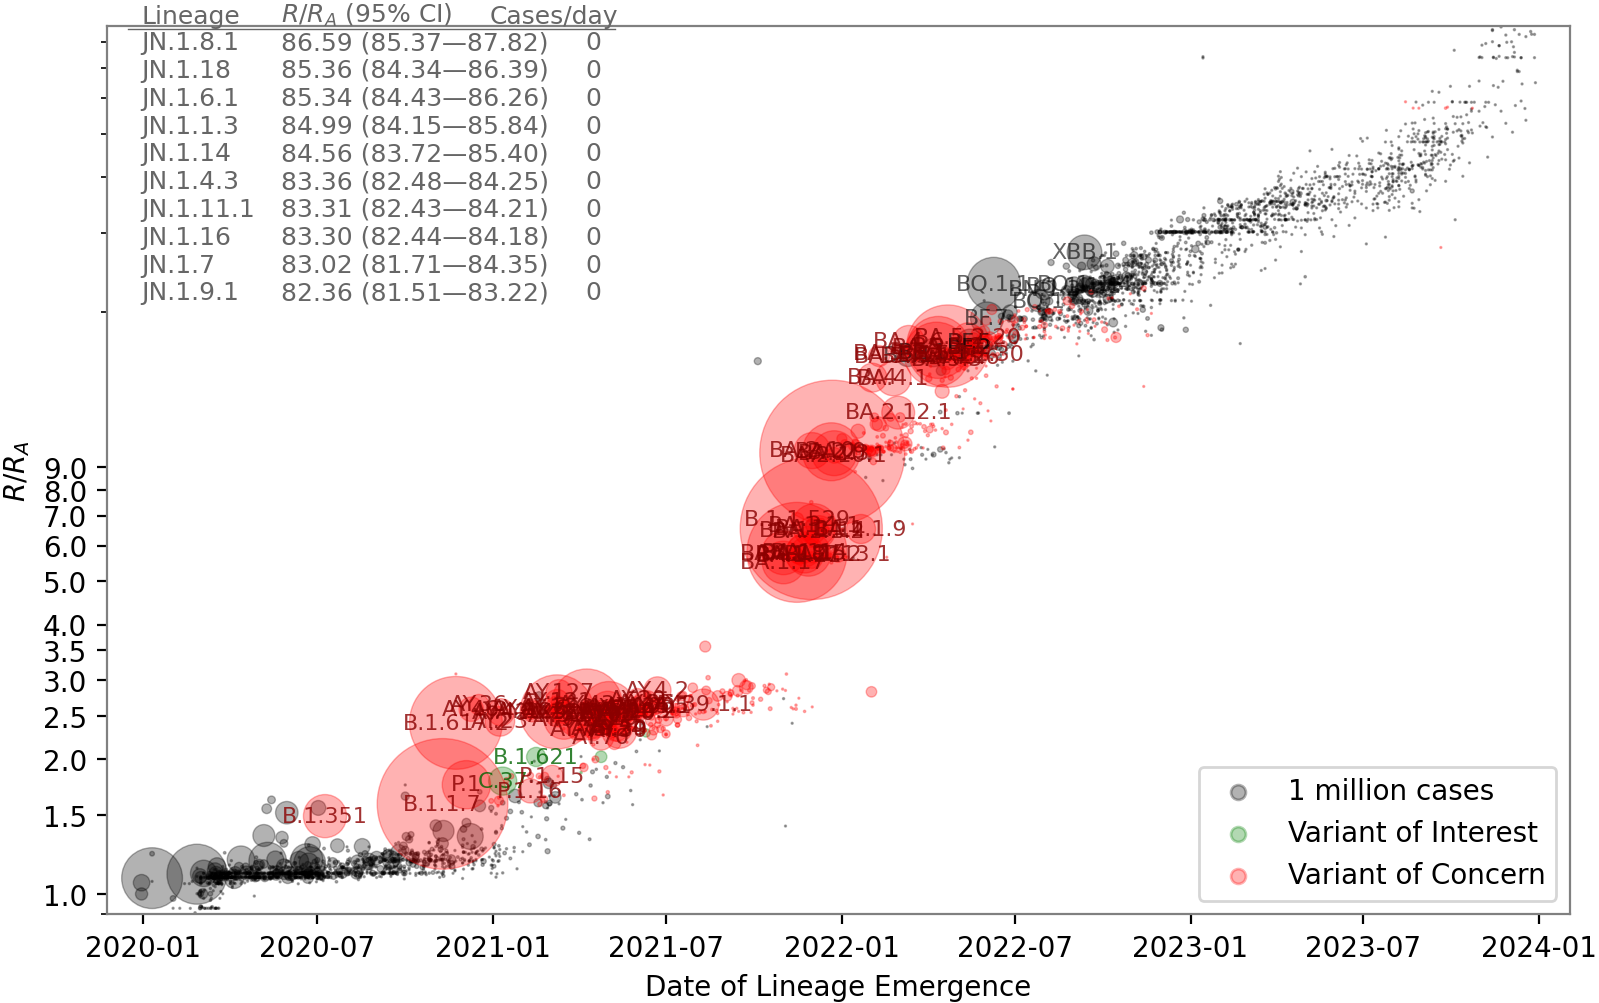 Lineage R/R_A (95% CI) Cases/day
JN.1.8.1 86.59 (85.37—87.82) 0
JN.1.18 85.36 (84.34—86.39) 0
JN.1.6.1 85.34 (84.43—86.26) 0
JN.1.1.3 84.99 (84.15—85.84) 0
JN.1.14 84.56 (83.72—85.40) 0
JN.1.4.3 83.36 (82.48—84.25) 0
JN.1.11.1 83.31 (82.43—84.21) 0
JN.1.16 83.30 (82.44—84.18) 0
JN.1.7 83.02 (81.71—84.35) 0
JN.1.9.1 82.36 (81.51—83.22) 0
XBB.1
BQ.1.1
BF.7
BA.4.1
BA.2.12.1
B.1.1.529
BA.1.17
AY.4.2
AY.127
B.1.617.2
B.1.621
C.37
P.1.15
P.1
P.1.16
B.1.1.7
B.1.351
R/R_A
9.0
8.0
7.0
6.0
5.0
4.0
3.5
3.0
2.5
2.0
1.5
1.0
1 million cases
Variant of Interest
Variant of Concern
2020-01 2020-07 2021-01 2021-07 2022-01 2022-07 2023-01 2023-07 2024-01
Date of Lineage Emergence